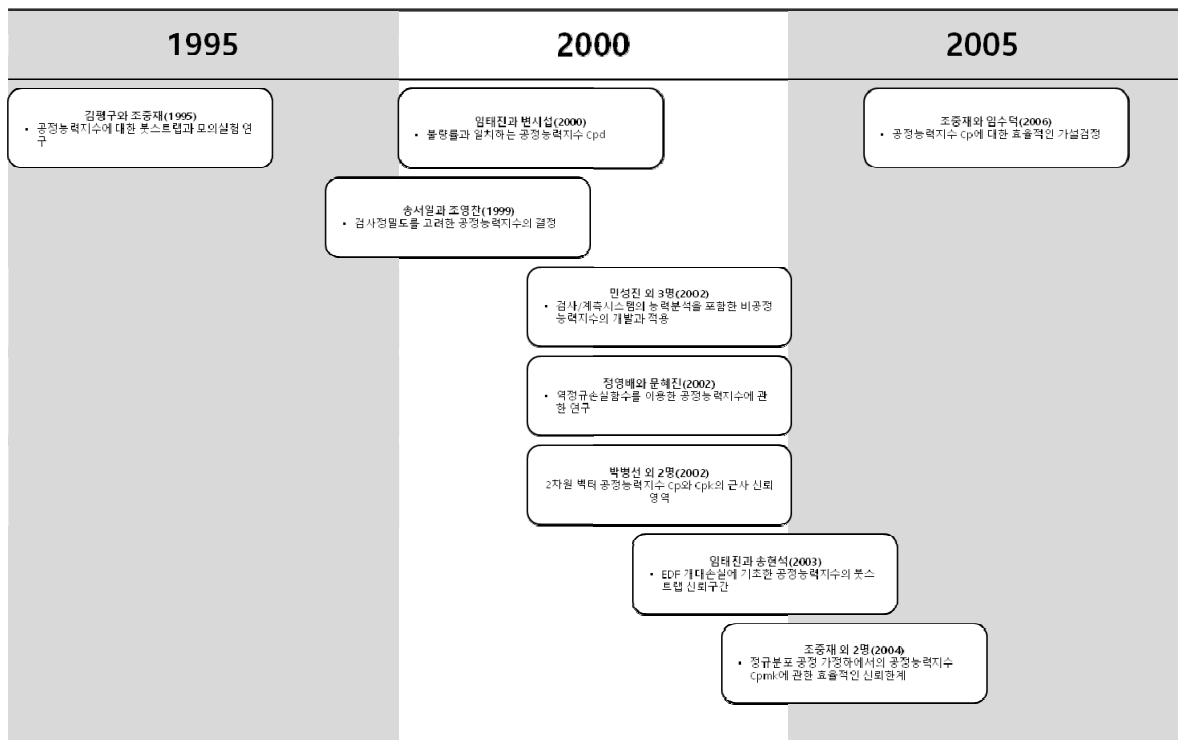 1995
2000
2005
김평구와 조중재(1995)
• 공정능력지수에 대한 붓스트랩과 모의실험 연
구
임태진과 변시섭(2000)
• 불량률과 일치하는 공정능력지수 Cpd
조중재와 임수덕(2006)
• 공정능력지수 Cp에 대한 효율적인 가설검정
송서일과 조영찬(1999)
• 검사정밀도를 고려한 공정능력지수의 결정
민성진 외 3명(2002)
• 검사/계측시스템의 능력분석을 포함한 비공정
능력지수의 개발과 적용
정영배와 문혜진(2002)
• 역정규손실함수를 이용한 공정능력지수에 관
한 연구
박병선 외 2명(2002)
2차원 벡터 공정능력지수 Cp와 Cpk의 근사 신뢰
영역
임태진과 송현석(2003)
• EDF 기대손실에 기초한 공정능력지수의 붓스
트랩 신뢰구간
조중재 외 2명(2004)
• 정규분포 공정 가정하에서의 공정능력지수
Cpmk에 관한 효율적인 신뢰한계